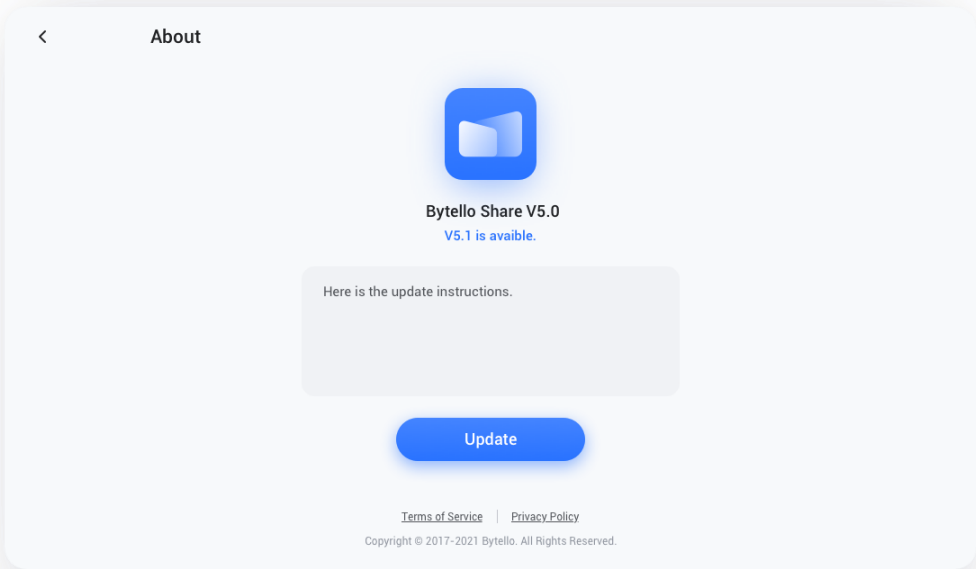 About
Bytello Share V5.0
V5.1 is avaible.
Here is the update instructions.
Update
Terms of Service | Privacy Policy
Copyright © 2017-2021 Bytello. All Rights Reserved.